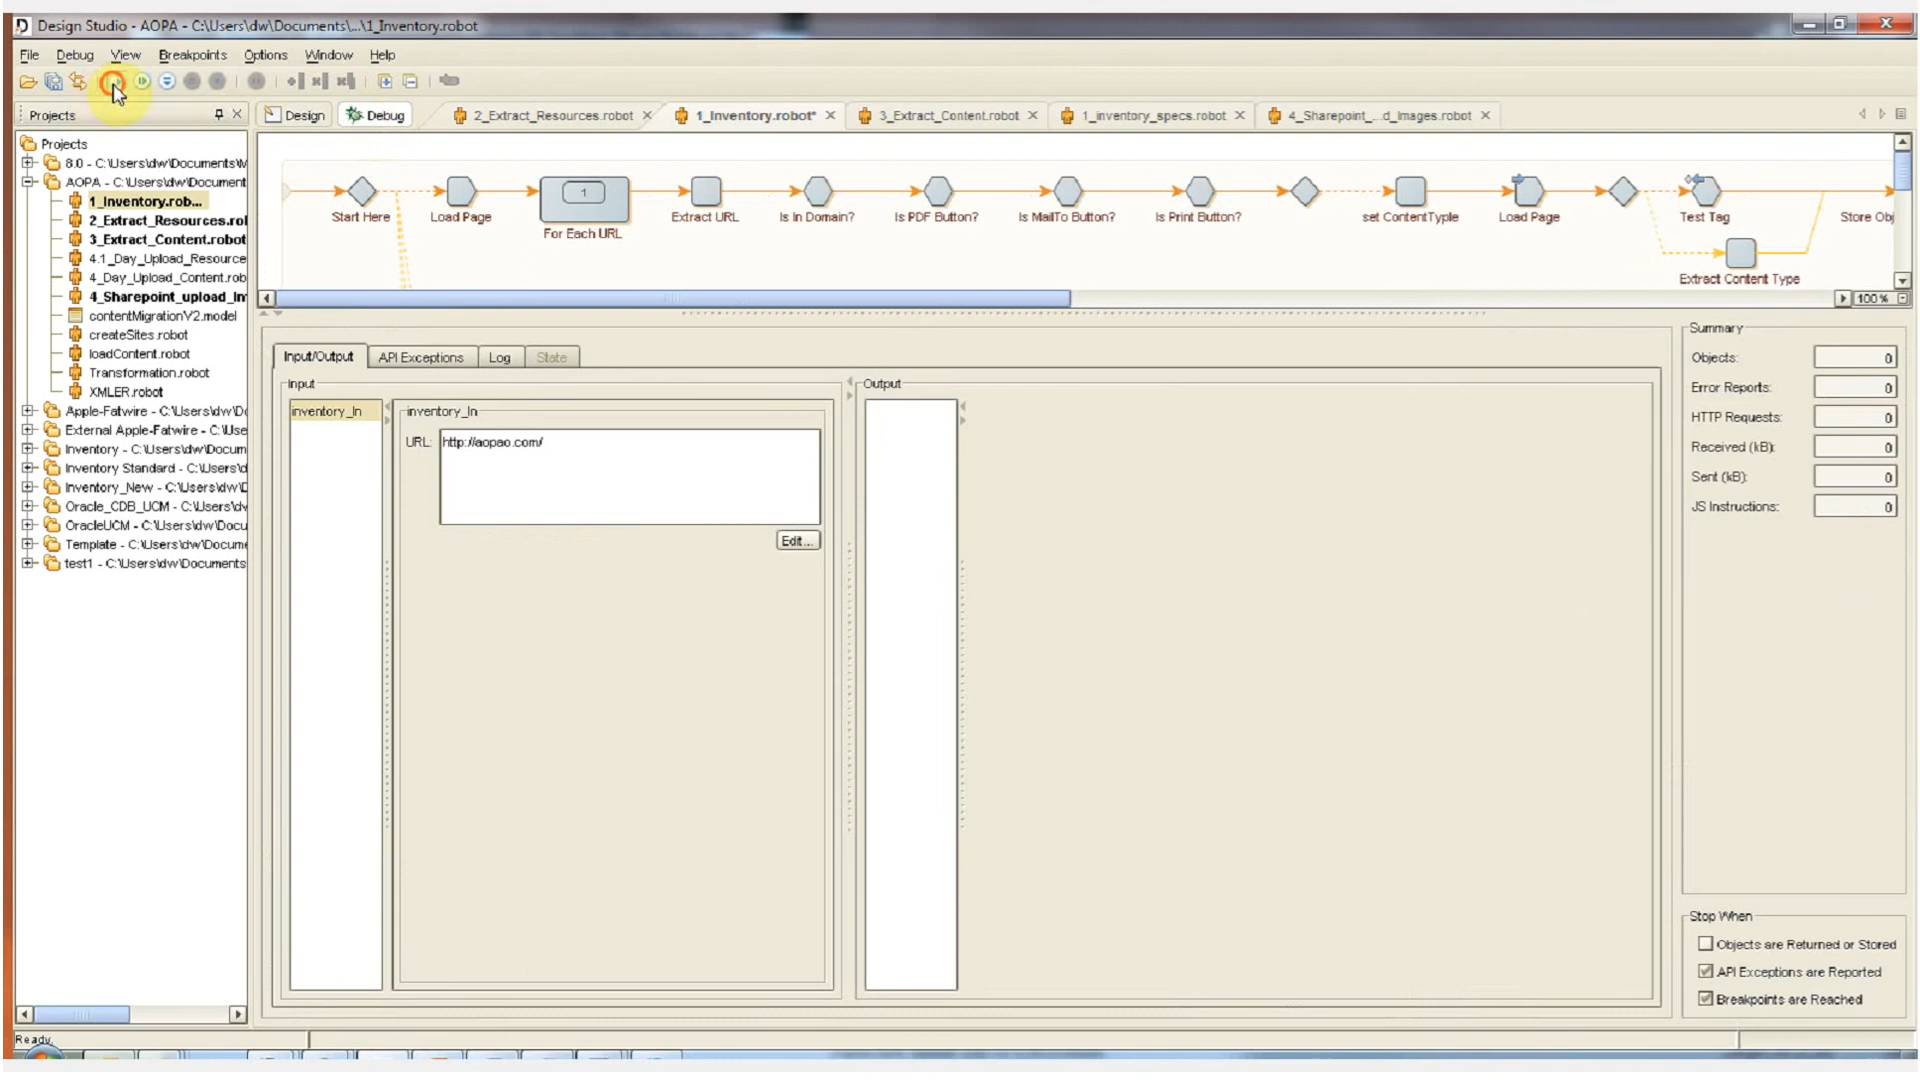 Design Studio - AOPA - C:\Users\dw\Documents\...\1_Inventory.robot
File Debug View Breakpoints Options Window Help
Projects
Design
Debug
2_Extract_Resources.robot
1_Inventory.robot*
3_Extract_Content.robot
1_inventory_specs.robot
4_Sharepoint_...d_Images.robot
Projects
8.0 - C:\Users\dw\Documents\W
AOPA - C:\Users\dw\Document
1_Inventory.rob...
2_Extract_Resources.rol
3_Extract_Content.robot
4.1_Day_Upload_Resource
4_Day_Upload_Content.rob
4_Sharepoint_upload_In
contentMigrationV2.model
createSites.robot
loadContent.robot
Transformation.robot
XMLER.robot
Apple-Fatwire - C:\Users\dw\Do
External Apple-Fatwire - C:\Use
Inventory - C:\Users\dw\Docum
Inventory Standard - C:\Users\d
Inventory_New - C:\Users\dw\D
Oracle_CDB_UCM - C:\Users\dw
OracleUCM - C:\Users\dw\Docu
Template - C:\Users\dw\Docume
test1 - C:\Users\dw\Documents
1
Start Here
Load Page
For Each URL
Extract URL
Is In Domain?
Is PDF Button?
Is MailTo Button?
Is Print Button?
set ContentTyple
Load Page
Test Tag
Store Obj
Extract Content Type
100%
Input/Output
API Exceptions
Log
State
Input
inventory_In
inventory_In
URL: http://aopao.com/
Edit...
Output
Summary
Objects: 0
Error Reports: 0
HTTP Requests: 0
Received (kB): 0
Sent (kB): 0
JS Instructions: 0
Stop When
Objects are Returned or Stored
API Exceptions are Reported
Breakpoints are Reached
Ready.